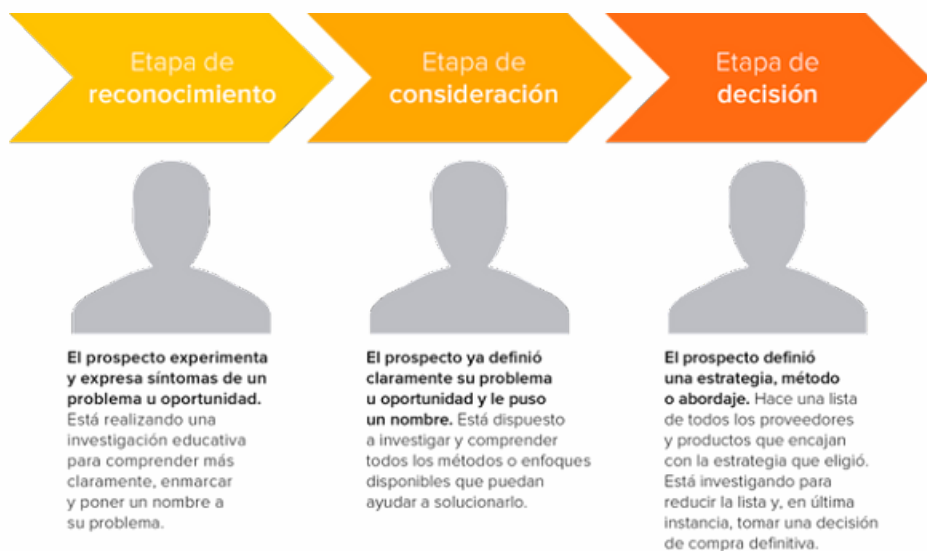 Etapa de
reconocimiento
Etapa de
consideración
Etapa de
decisión
El prospecto experimenta
y expresa síntomas de un
problema u oportunidad.
Está realizando una
investigación educativa
para comprender más
claramente, enmarcar
y poner un nombre a
su problema.
El prospecto ya definió
claramente su problema
u oportunidad y le puso
un nombre. Está dispuesto
a investigar y comprender
todos los métodos o enfoques
disponibles que puedan
ayudar a solucionarlo.
El prospecto definió
una estrategia, método
o abordaje. Hace una lista
de todos los proveedores
y productos que encajan
con la estrategia que eligió.
Está investigando para
reducir la lista y, en última
instancia, tomar una decisión
de compra definitiva.